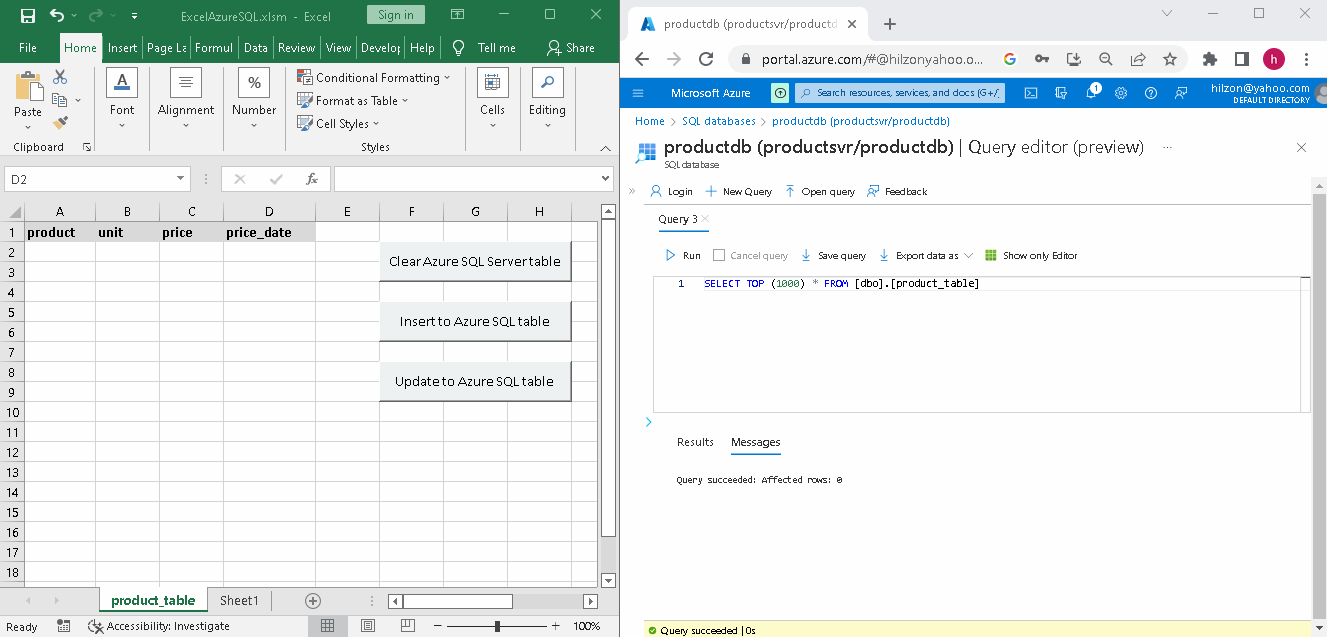 ExcelAzureSQL.xlsm - Excel
Sign in
File Home Insert Page La Formul Data Review View Develop Help Tell me Share
Paste
Clipboard
Font
Alignment
%
Number
Conditional Formatting
Format as Table
Cell Styles
Styles
Cells
Editing
D2
fx
A B C D E F G H
1 product unit price price_date
2
3
4
5
6
7
8
9
10
11
12
13
14
15
16
17
18
Clear Azure SQL Server table
Insert to Azure SQL table
Update to Azure SQL table
product_table Sheet1
Ready Accessibility: Investigate 100%
productdb (productsvr/productd
portal.azure.com/#@hilzonyahoo.o...
h
Microsoft Azure
Search resources, services, and docs (G+/)
1
hilzon@yahoo.com
DEFAULT DIRECTORY
Home > SQL databases > productdb (productsvr/productdb)
productdb (productsvr/productdb) | Query editor (preview) ...
SQL database
Login New Query Open query Feedback
Query 3
Run Cancel query Save query Export data as Show only Editor
1 SELECT TOP (1000) * FROM [dbo].[product_table]
Results Messages
Query succeeded: Affected rows: 0
Query succeeded | 0s